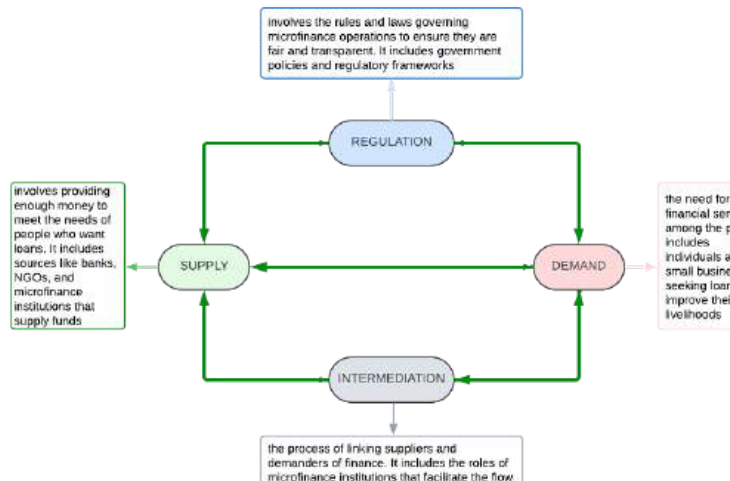 involves the rules and laws governing
microfinance operations to ensure they are
fair and transparent. It includes government
policies and regulatory frameworks
REGULATION
involves providing
enough money to
meet the needs of
people who want
loans. It includes
sources like banks,
NGOs, and
microfinance
institutions that
supply funds
SUPPLY
DEMAND
the need for
financial
among the
includes
individuals
small
seeking
improve
livelihoods
INTERMEDIATION
the process of linking suppliers and
demanders of finance. It includes the roles of
microfinance institutions that facilitate the flow